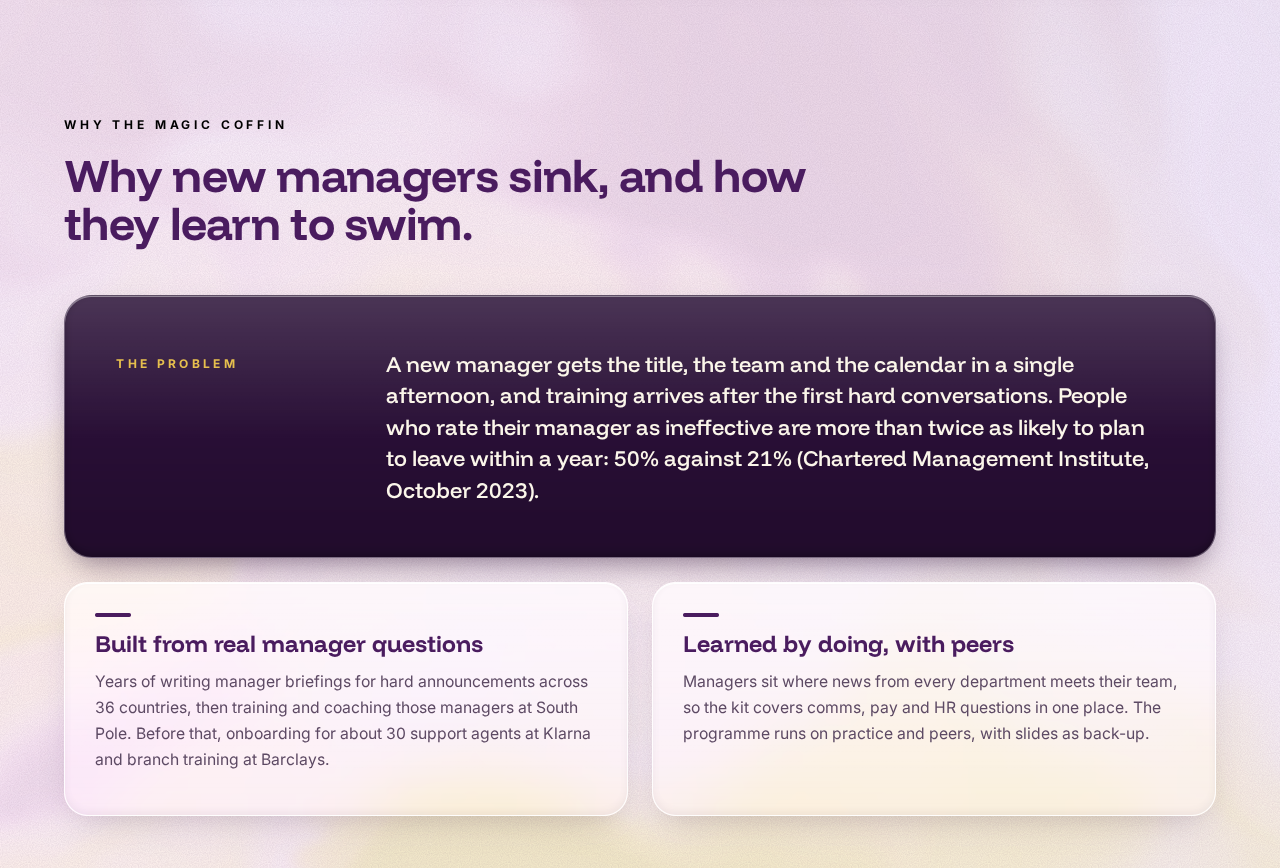 WHY THE MAGIC COFFIN
Why new managers sink, and how
they learn to swim.
THE PROBLEM
A new manager gets the title, the team and the calendar in a single
afternoon, and training arrives after the first hard conversations. People
who rate their manager as ineffective are more than twice as likely to plan
to leave within a year: 50% against 21% (Chartered Management Institute,
October 2023).
Built from real manager questions
Years of writing manager briefings for hard announcements across
36 countries, then training and coaching those managers at South
Pole. Before that, onboarding for about 30 support agents at Klarna
and branch training at Barclays.
Learned by doing, with peers
Managers sit where news from every department meets their team,
so the kit covers comms, pay and HR questions in one place. The
programme runs on practice and peers, with slides as back-up.